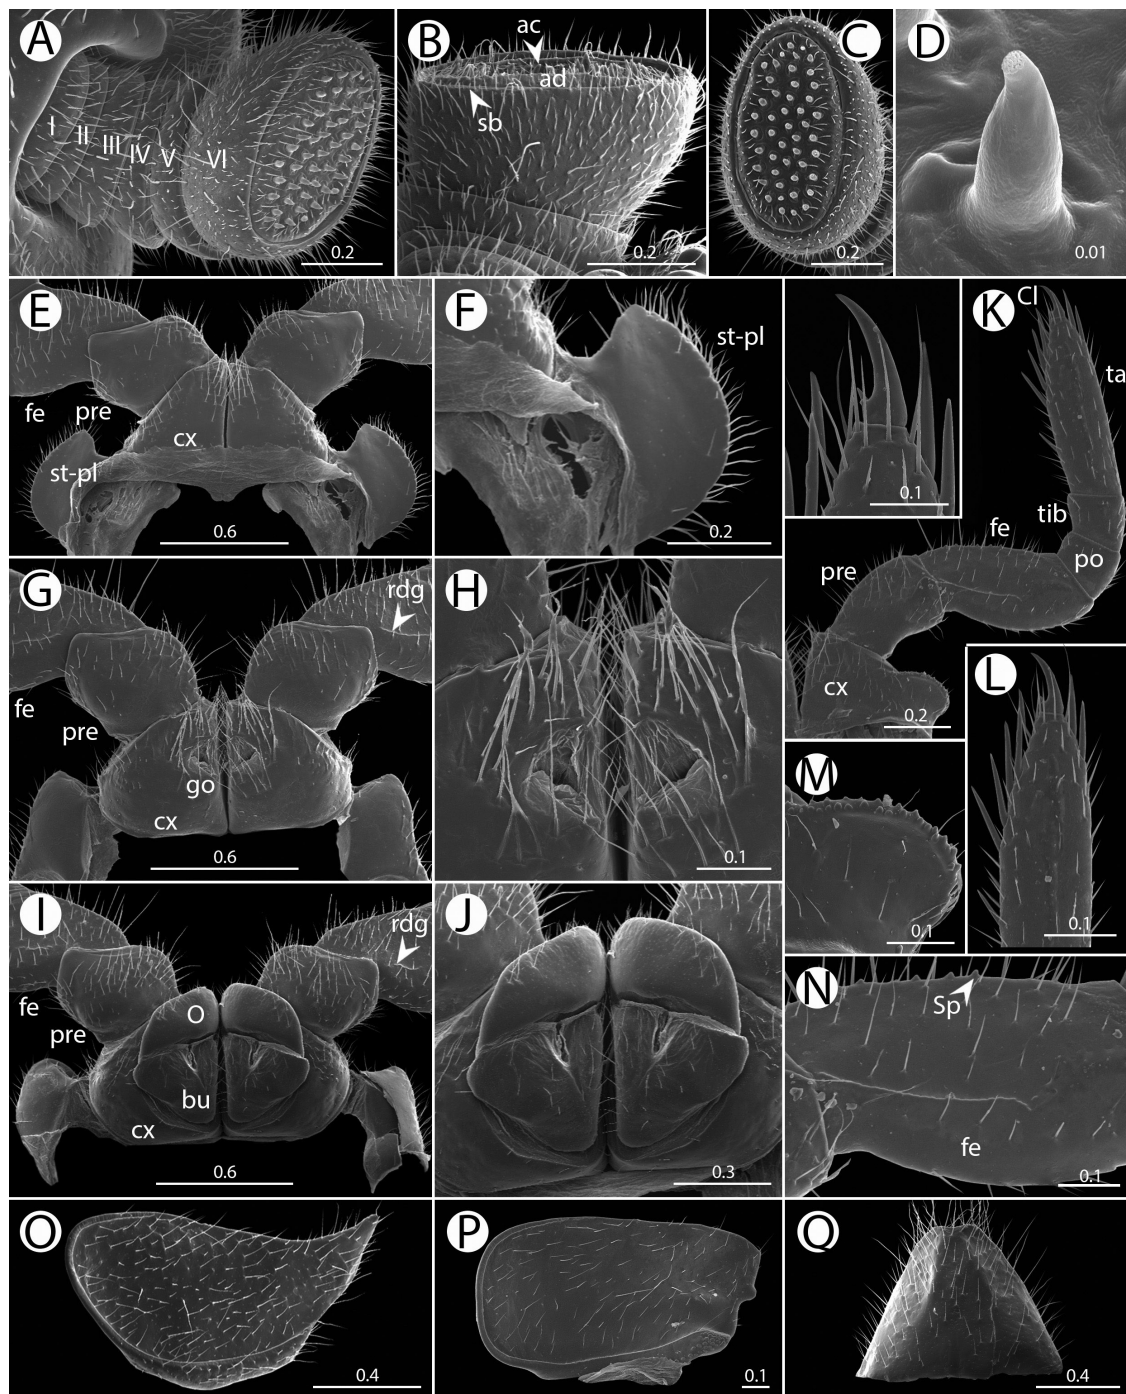 A
I II III IV V VI
0.2
B
ac
ad
sb
0.2
C
0.2
D
0.01
E
fe pre
cx
st-pl
0.6
F
st-pl
0.2
0.1
K
Cl
ta
tib
fe
po
pre
cx
0.2
G
rdg
fe
pre
go
cx
0.6
H
0.1
L
0.1
M
0.1
I
rdg
O
fe
pre
bu
cx
0.6
J
0.3
N
Sp
fe
0.1
O
0.4
P
0.1
Q
0.4